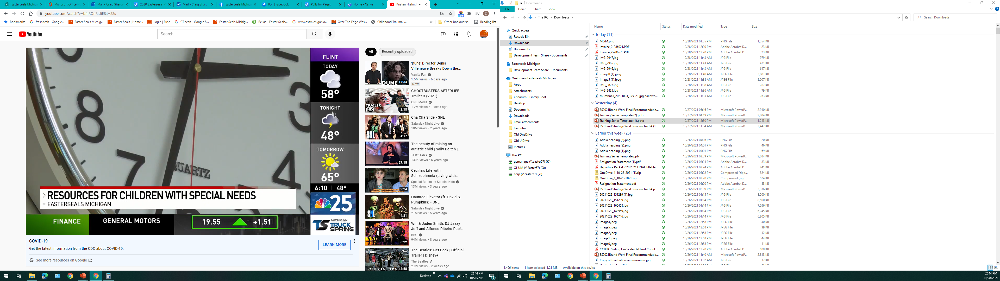 Easterseals Michigan
Microsoft Office H
Mail - Craig Sharu
2020 Easterseals M
Mail - Craig Sharu
Easterseals Michig
Poll | Facebook
Polls for Pages
Home - Canva
Kristen Hjelms
youtube.com/watch?v=bfhROnRiUiE&t=22s
New
C
Bookmarks
freshdesk - Google...
Easter Seals Michig...
Easter Seals | Home...
Login | Fuse
CT scan - Google S...
Easter Seals Michig...
Relias - Easter Seals...
www.essmichigan.o...
Over The Edge Wes...
Childhood Trauma |...
Other bookmarks
Reading list
YouTube
Search
FLINT
TODAY
58°
TONIGHT
48°
TOMORROW
65°
6:10 | 48°
25
8
7
3
4
QUARTZ
RESOURCES FOR CHILDREN WITH SPECIAL NEEDS
EASTERSEALS MICHIGAN
FINANCE
GENERAL MOTORS
19.55
+1.51
TS MICHIGAN TRUCK SPRING
COVID-19
Get the latest information from the CDC about COVID-19.
LEARN MORE
See more resources on Google
All
Recently uploaded
DUNE
17:34
'Dune' Director Denis
Villeneuve Breaks Down the...
Vanity Fair
1.5M views • 6 days ago
New
TRAILER
HD
2:18
GHOSTBUSTERS AFTERLIFE
Trailer 3 (2021)
ONE Media
1.2M views • 1 week ago
SNL
4:17
Cha Cha Slide - SNL
Saturday Night Live
10M views • 2 years ago
27:15
The beauty of raising an
autistic child | Sally Deitch |...
TEDx Talks
130K views • 6 years ago
9:24
Cecilia's Life with
Schizophrenia (Living with...
Special Books by Special Kids
13M views • 3 years ago
SNL
4:31
Haunted Elevator (ft. David S.
Pumpkins) - SNL
Saturday Night Live
21M views • 5 years ago
6:22
Will & Jaden Smith, DJ Jazzy
Jeff and Alfonso Ribeiro Rap!...
BBC
94M views • 8 years ago
GET BACK
OFFICIAL TRAI
3:58
The Beatles: Get Back | Official
Trailer | Disney+
The Beatles
2.9M views • 2 weeks ago
Desktop
02:44 PM
10/28/2021
5
Downloads
File
Home
Share
View
This PC > Downloads >
Search Downloads
Quick access
Recycle Bin
Downloads
Documents
Development Team Share - Documents
Easterseals Michigan
Development Team Share - Documents
OneDrive - Easterseals Michigan
Apps
Attachments
CSharum - Library Root
Desktop
Documents
Downloads
Email attachments
Favorites
Old OneDrive
Old U Drive
Pictures
This PC
gcmanage (\\easter57) (K:)
QI_UM (\\Easter57) (Q:)
corp (\\easter57) (Y:)
Name Status Date modified Type Size
Today (11)
M&M.png 10/28/2021 01:35 PM PNG File 1,354 KB
Invoice_2-286021.PDF 10/28/2021 12:20 PM Adobe Acrobat D... 23 KB
Invoice_2-286575.PDF 10/28/2021 12:20 PM Adobe Acrobat D... 23 KB
IMG_2947.jpg 10/28/2021 11:43 AM JPG File 979 KB
IMG_7965.jpg 10/28/2021 11:43 AM JPG File 471 KB
IMG_7946.jpg 10/28/2021 11:43 AM JPG File 647 KB
image0 (1).jpeg 10/28/2021 11:40 AM JPEG File 2,881 KB
image5 (1).jpeg 10/28/2021 11:38 AM JPEG File 3,007 KB
IMG_3827.jpg 10/28/2021 11:38 AM JPG File 267 KB
IMG_2425.jpg 10/28/2021 11:36 AM JPG File 79 KB
thumbnail_20211023_175321.jpg hallowe... 10/28/2021 11:35 AM JPG File 263 KB
Yesterday (4)
ES2021Brand Work Final Recommendatio... 10/27/2021 05:16 PM Microsoft PowerP... 2,940 KB
Training Series Template (2).pptx 10/27/2021 04:19 PM Microsoft PowerP... 2,084 KB
Training Series Template (1).pptx 10/27/2021 12:30 PM Microsoft PowerP... 1,243 KB
ES Brand Strategy Work Preview for LA (1... 10/27/2021 11:34 AM Microsoft PowerP... 2,447 KB
Earlier this week (25)
Add a heading (3).png 10/26/2021 04:06 PM PNG File 20 KB
Add a heading (2).png 10/26/2021 04:01 PM PNG File 46 KB
Add a heading (1).png 10/26/2021 04:01 PM PNG File 69 KB
Training Series Template.pptx 10/26/2021 03:39 PM Microsoft PowerP... 2,084 KB
Resignation Statement (1).pdf 10/26/2021 03:24 PM Adobe Acrobat D... 83 KB
Departure Packet 7.28.2021 FINAL fillable.... 10/26/2021 03:24 PM Adobe Acrobat D... 441 KB
OneDrive_1_10-26-2021 (1).zip 10/26/2021 03:22 PM Compressed (zipp... 524 KB
OneDrive_1_10-26-2021.zip 10/26/2021 03:20 PM Compressed (zipp... 524 KB
Resignation Statement.pdf 10/26/2021 03:20 PM Adobe Acrobat D... 83 KB
ES Brand Strategy Work Preview for LA.p... 10/26/2021 02:09 PM Microsoft PowerP... 2,336 KB
20211022_151239 (1).jpg 10/26/2021 01:15 PM JPG File 8,500 KB
20211022_151239.jpg 10/26/2021 01:14 PM JPG File 8,500 KB
20211022_160458.jpg 10/26/2021 01:14 PM JPG File 7,036 KB
20211022_143959.jpg 10/26/2021 01:14 PM JPG File 6,245 KB
20211022_160746.jpg 10/26/2021 01:14 PM JPG File 6,805 KB
image4.jpeg 10/26/2021 12:58 PM JPEG File 40 KB
image5.jpeg 10/26/2021 12:58 PM JPEG File 39 KB
image2.jpeg 10/26/2021 12:58 PM JPEG File 42 KB
image1.jpeg 10/26/2021 12:58 PM JPEG File 44 KB
image0.jpeg 10/26/2021 12:58 PM JPEG File 41 KB
CCBHC Sliding Fee Scale Oakland Count... 10/26/2021 12:20 PM Adobe Acrobat D... 109 KB
ES2021Brand Work Final Recommendatio... 10/26/2021 11:40 AM Microsoft PowerP... 2,813 KB
Copy of free halloween resources.jpg 10/26/2021 11:02 AM JPG File 37 KB
1,496 items 1 item selected 1.21 MB Available on this device
02:44 PM
10/28/2021